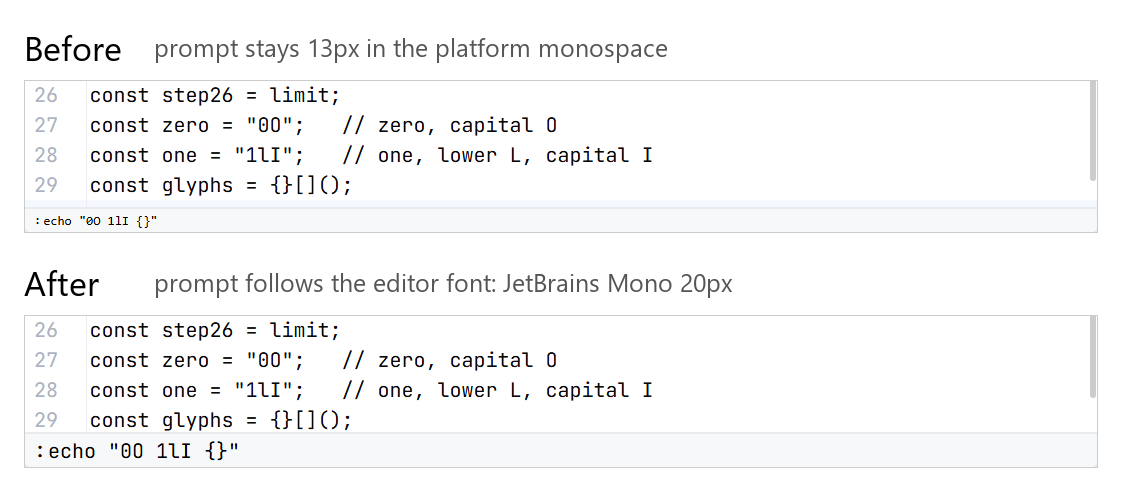 Before prompt stays 13px in the platform monospace
26 const step26 = limit;
27 const zero = "0O"; // zero, capital O
28 const one = "1lI"; // one, lower L, capital I
29 const glyphs = {}[]();
:echo "0O 1lI {}"
After prompt follows the editor font: JetBrains Mono 20px
26 const step26 = limit;
27 const zero = "0O"; // zero, capital O
28 const one = "1lI"; // one, lower L, capital I
29 const glyphs = {}[]();
:echo "0O 1lI {}"